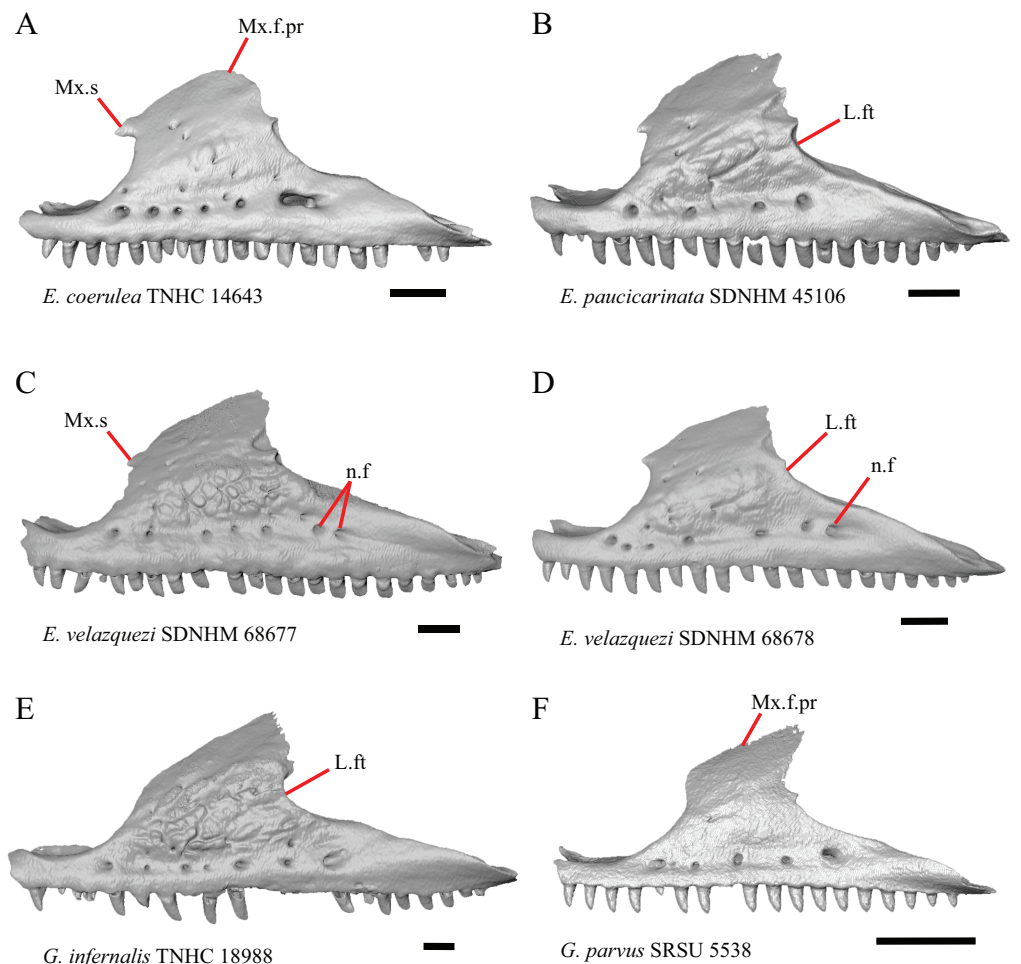 A
Mx.f.pr
Mx.s
E. coerulea TNHC 14643
B
L.ft
E. paucicarinata SDNHM 45106
C
Mx.s
n.f
E. velazquezi SDNHM 68677
D
L.ft
n.f
E. velazquezi SDNHM 68678
E
L.ft
G. infernalis TNHC 18988
F
Mx.f.pr
G. parvus SRSU 5538